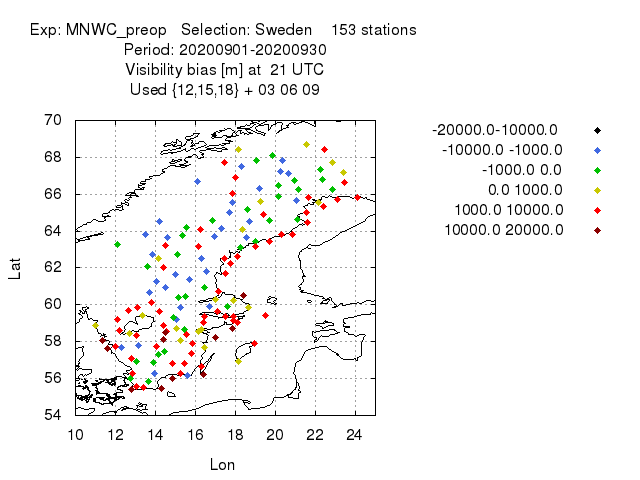 Exp: MNWC_preop   Selection: Sweden    153 stations
Period: 20200901-20200930
Visibility bias [m] at  21 UTC
Used {12,15,18} + 03 06 09
-20000.0-10000.0
-10000.0 -1000.0
-1000.0 0.0
0.0 1000.0
1000.0 10000.0
10000.0 20000.0
70
68
66
64
62
60
58
56
54
Lat
10 12 14 16 18 20 22 24
Lon